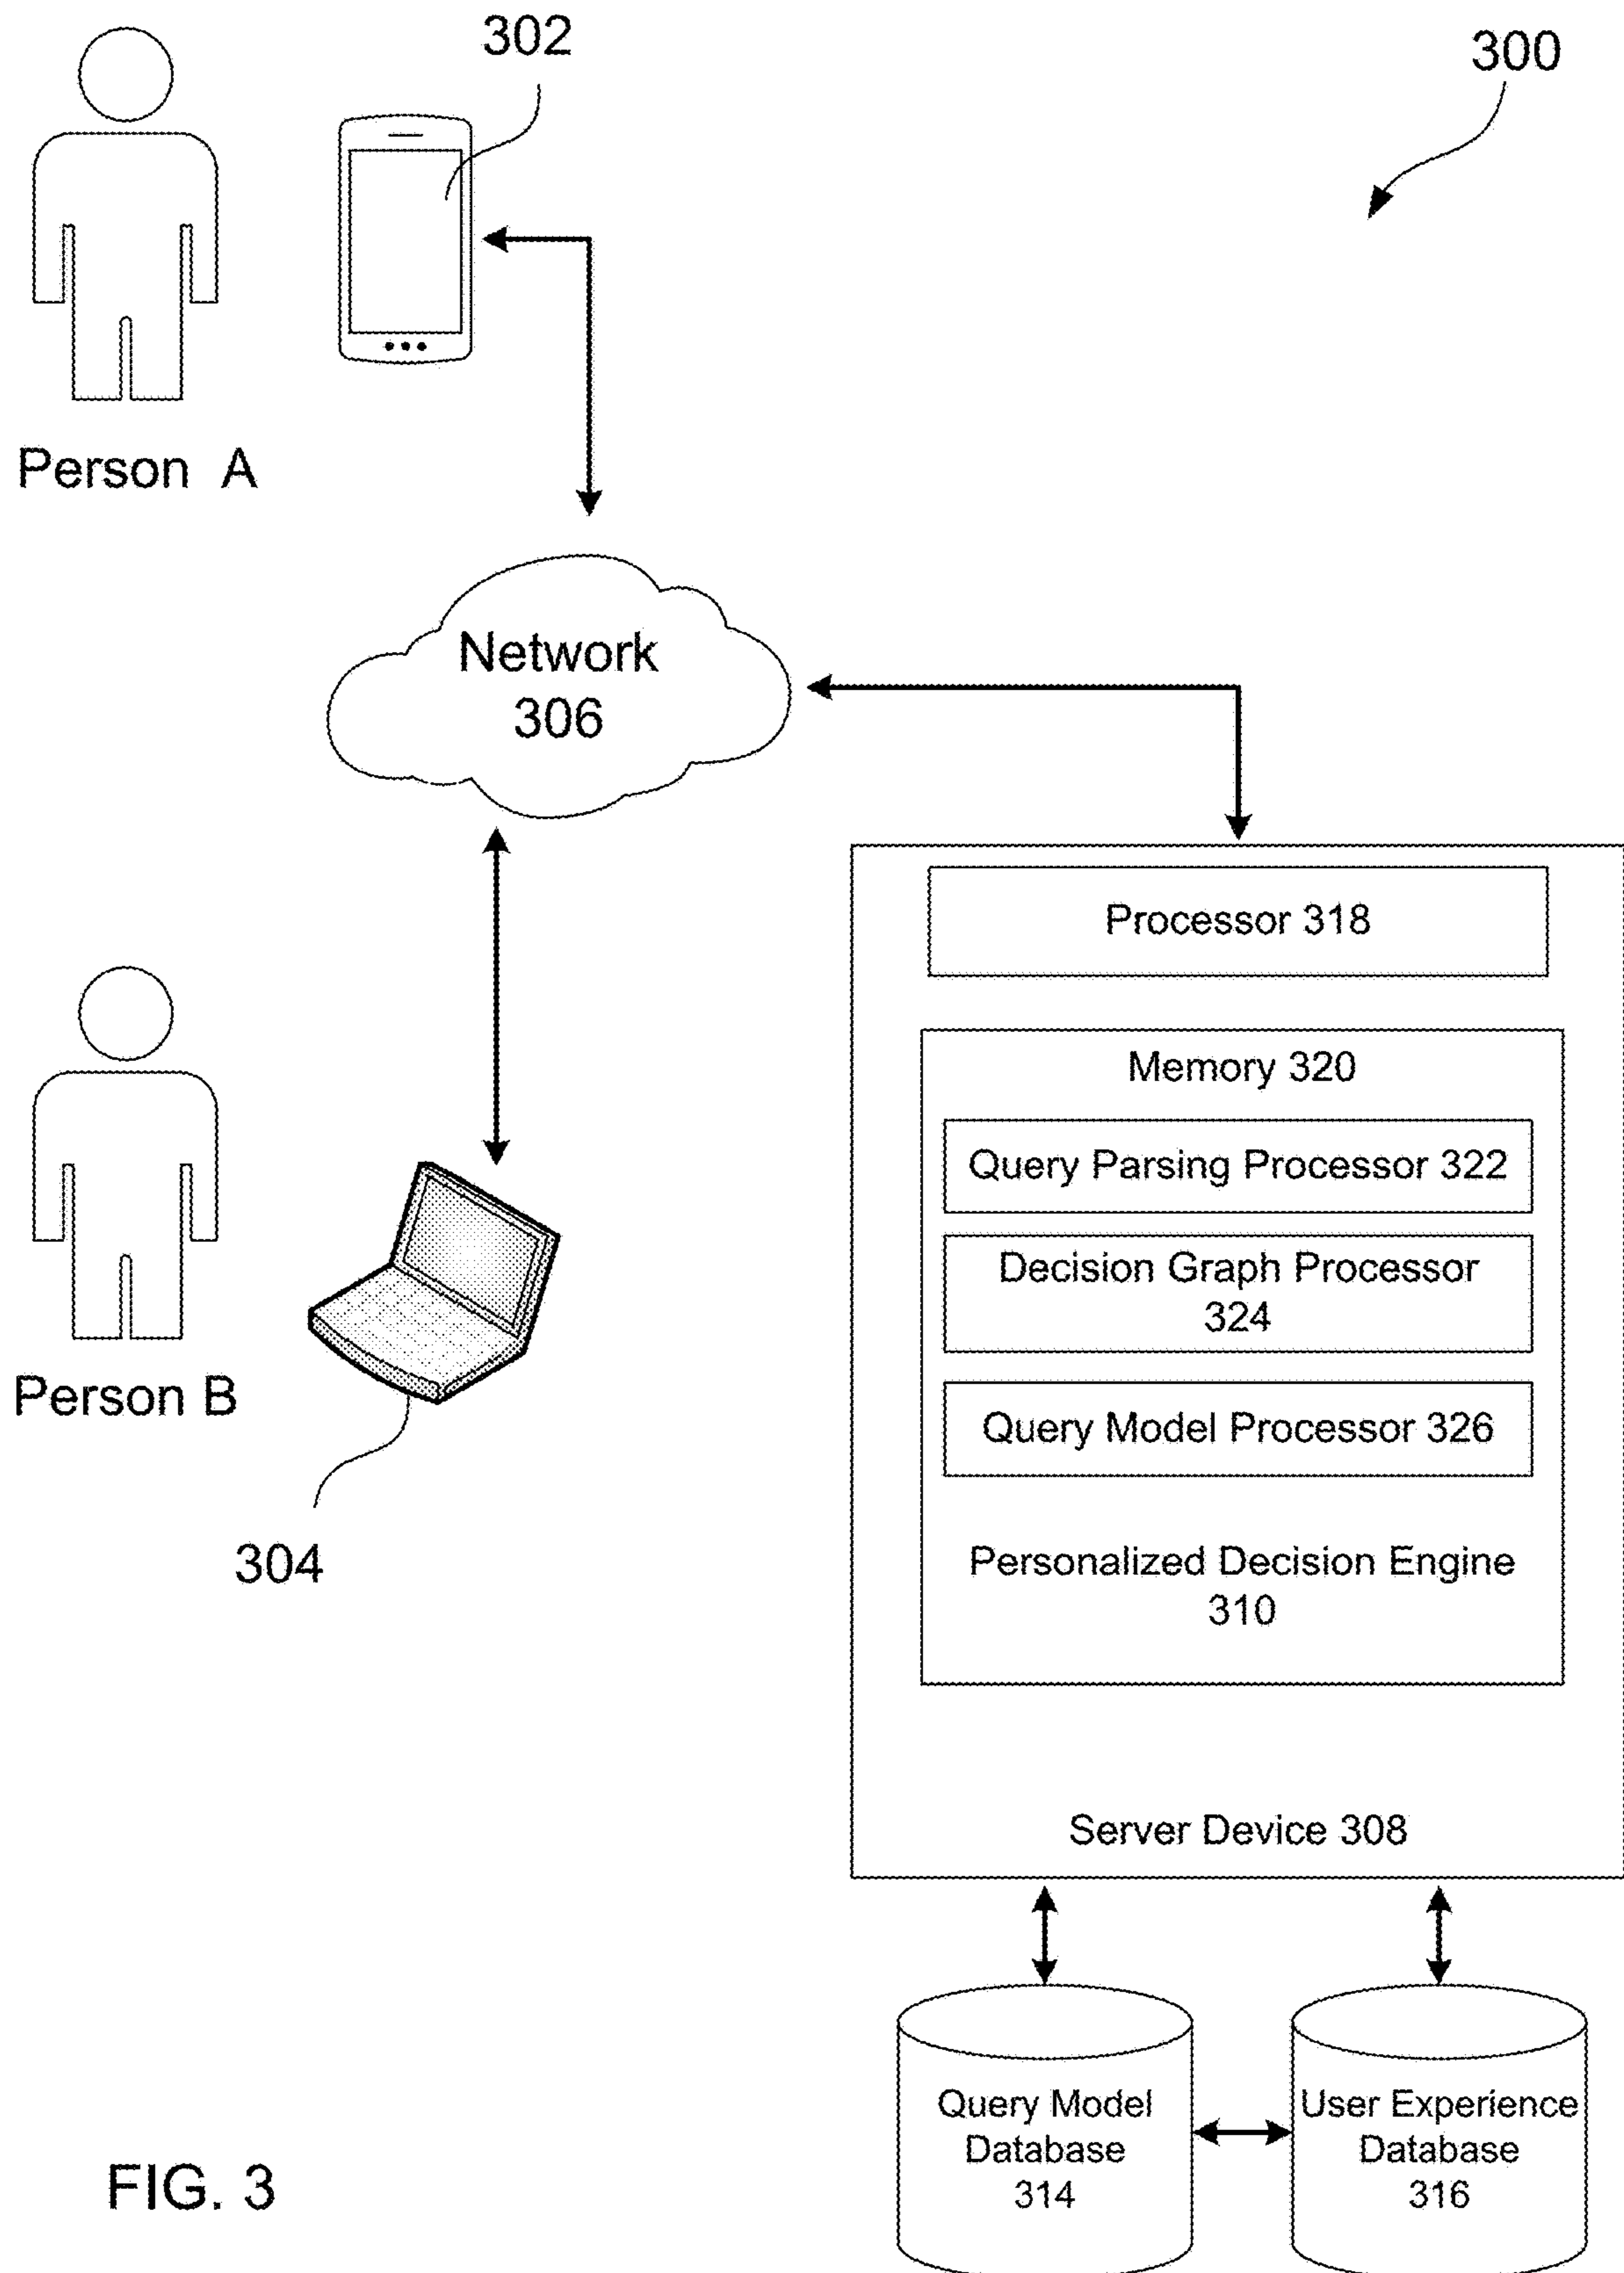 302
300
Person A
Network
306
Processor 318
Memory 320
Query Parsing Processor 322
Decision Graph Processor
324
Query Model Processor 326
Person B
304
Personalized Decision Engine
310
Server Device 308
Query Model
Database
314
User Experience
Database
316
FIG. 3